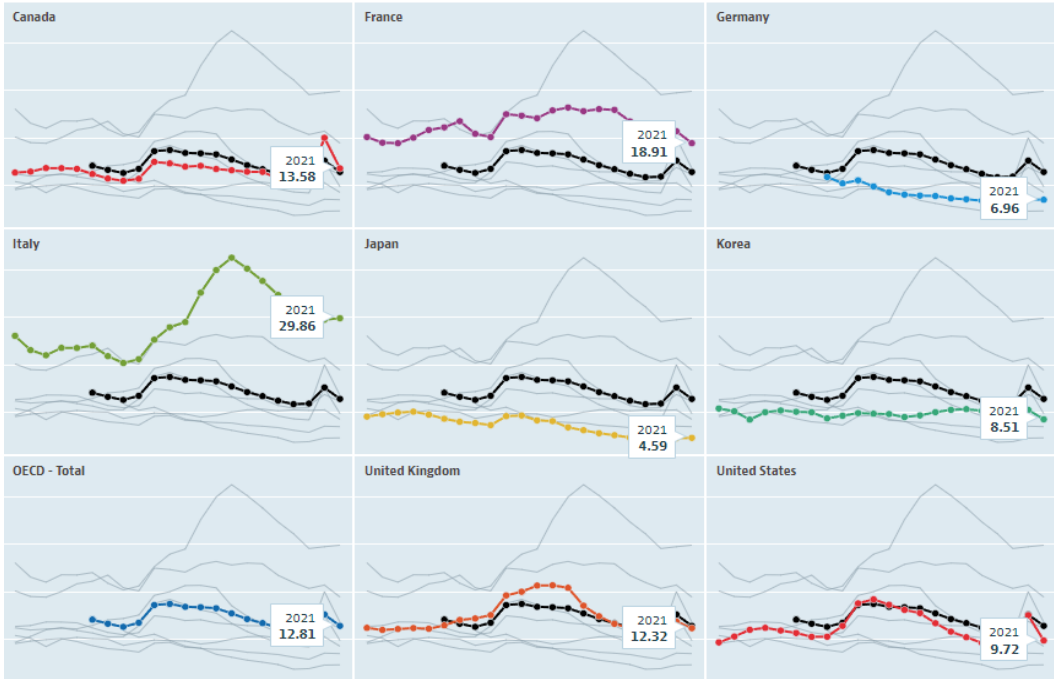 Canada
2021
13.58
France
2021
18.91
Germany
2021
6.96
Italy
2021
29.86
Japan
2021
4.59
Korea
2021
8.51
OECD - Total
2021
12.81
United Kingdom
2021
12.32
United States
2021
9.72